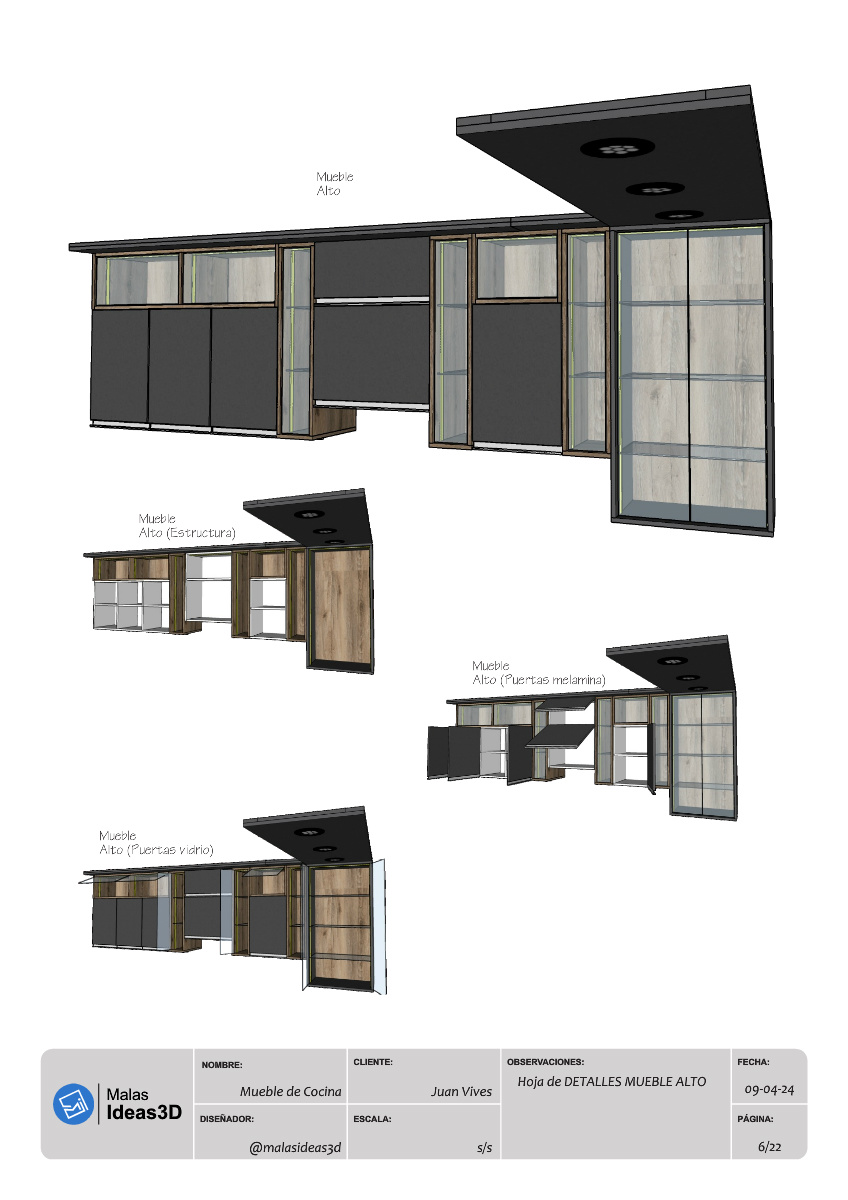 Mueble
Alto
Mueble
Alto (Estructura)
Mueble
Alto (Puertas melamina)
Mueble
Alto (Puertas vidrio)
Malas
Ideas3D
NOMBRE:
Mueble de Cocina
CLIENTE:
Juan Vives
OBSERVACIONES:
Hoja de DETALLES MUEBLE ALTO
FECHA:
09-04-24
DISEÑADOR:
@malasideas3d
ESCALA:
s/s
PÁGINA:
6/22